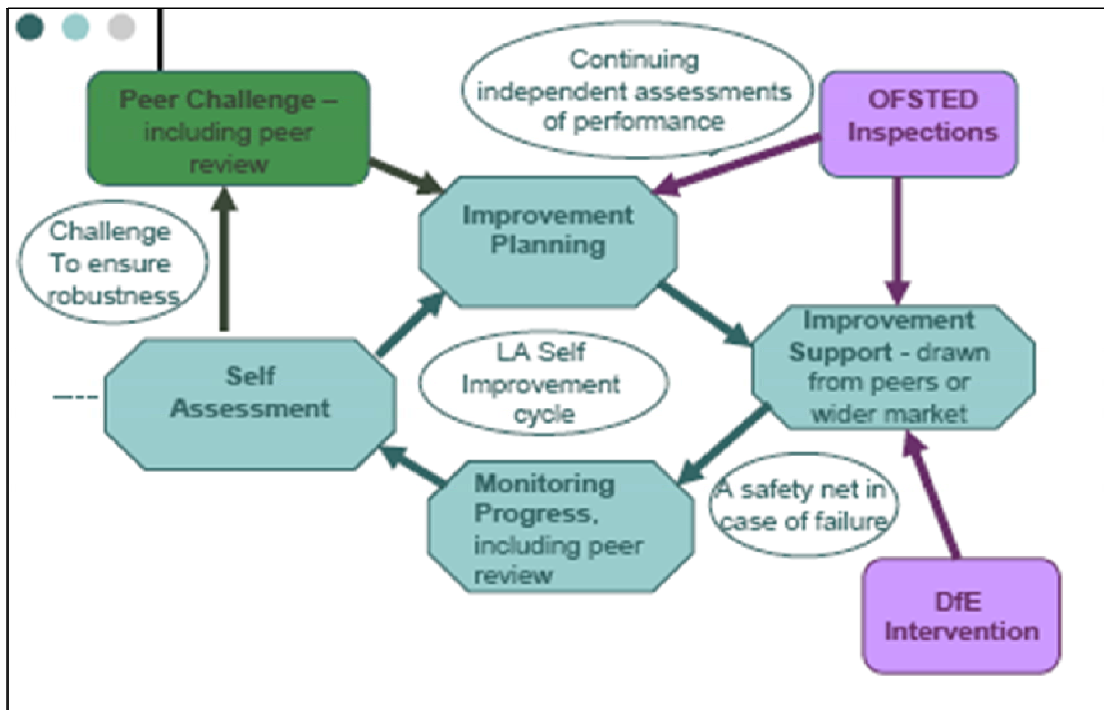 Peer Challenge –
including peer
review
Continuing
independent assessments
of performance
OFSTED
Inspections
Challenge
To ensure
robustness
Improvement
Planning
Improvement
Support - drawn
from peers or
wider market
LA Self
Improvement
cycle
Self
Assessment
Monitoring
Progress,
including peer
review
A safety net in
case of failure
DfE
Intervention